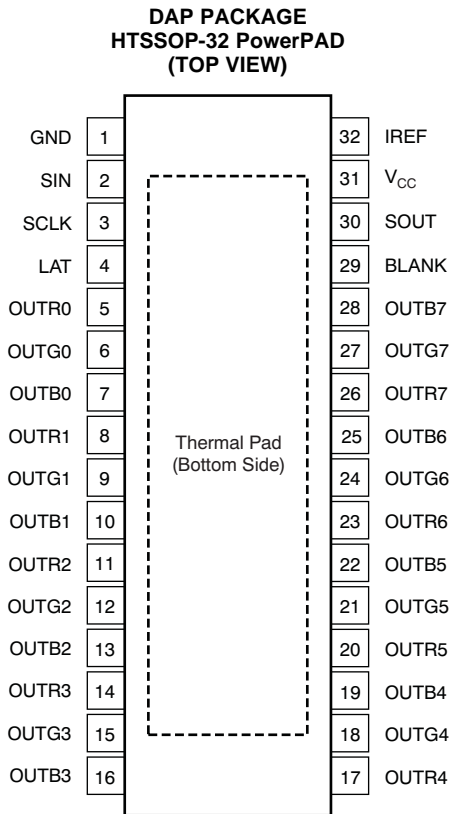 DAP PACKAGE
HTSSOP-32 PowerPAD
(TOP VIEW)
GND 1 32 IREF
SIN 2 31 VCC
SCLK 3 30 SOUT
LAT 4 29 BLANK
OUTR0 5 28 OUTB7
OUTG0 6 27 OUTG7
OUTB0 7 26 OUTR7
OUTR1 8 25 OUTB6
Thermal Pad
(Bottom Side)
OUTG1 9 24 OUTG6
OUTB1 10 23 OUTR6
OUTR2 11 22 OUTB5
OUTG2 12 21 OUTG5
OUTB2 13 20 OUTR5
OUTR3 14 19 OUTB4
OUTG3 15 18 OUTG4
OUTB3 16 17 OUTR4